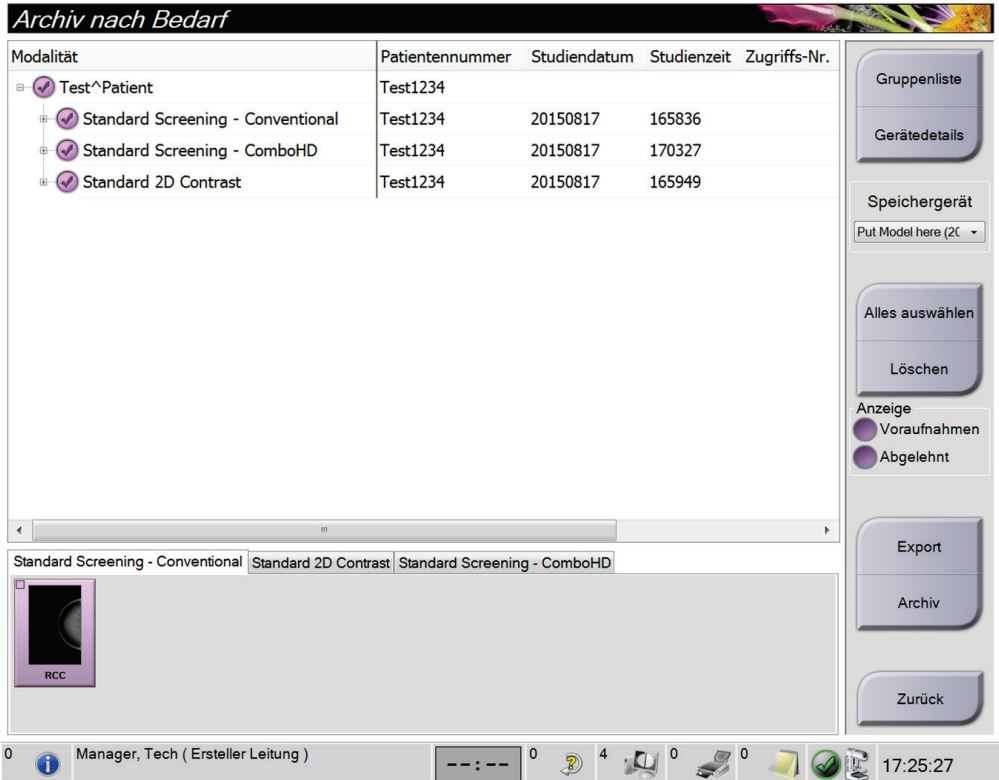 Archiv nach Bedarf
Modalität Patientennummer Studiendatum Studienzeit Zugriffs-Nr.
Test^Patient Test1234
Standard Screening - Conventional Test1234 20150817 165836
Standard Screening - ComboHD Test1234 20150817 170327
Standard 2D Contrast Test1234 20150817 165949
Gruppenliste
Gerätedetails
Speichergerät
Put Model here (20
Alles auswählen
Löschen
Anzeige
Voraufnahmen
Abgelehnt
Export
Archiv
Zurück
Standard Screening - Conventional Standard 2D Contrast Standard Screening - ComboHD
RCC
0 Manager, Tech ( Ersteller Leitung ) --:-- 0 4 0 0 17:25:27